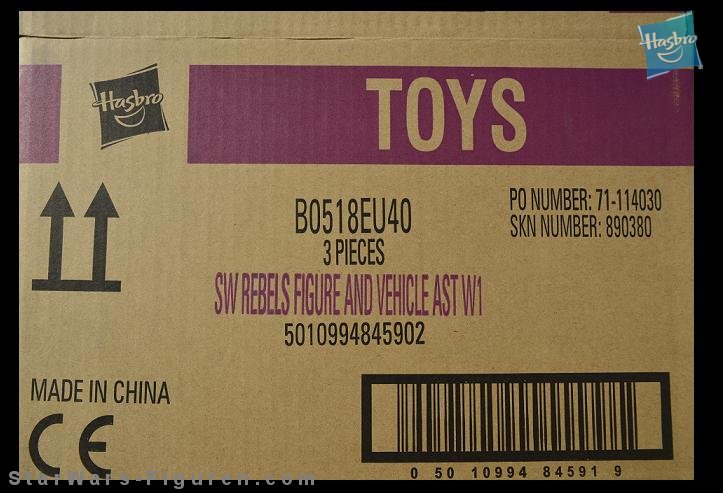 Hasbro
Hasbro
TOYS
B0518EU40
3 PIECES
SW REBELS FIGURE AND VEHICLE AST W1
5010994845902
PO NUMBER: 71-114030
SKN NUMBER: 890380
MADE IN CHINA
CE
0 50 10994 84591 9
StarWars-Figuren.com